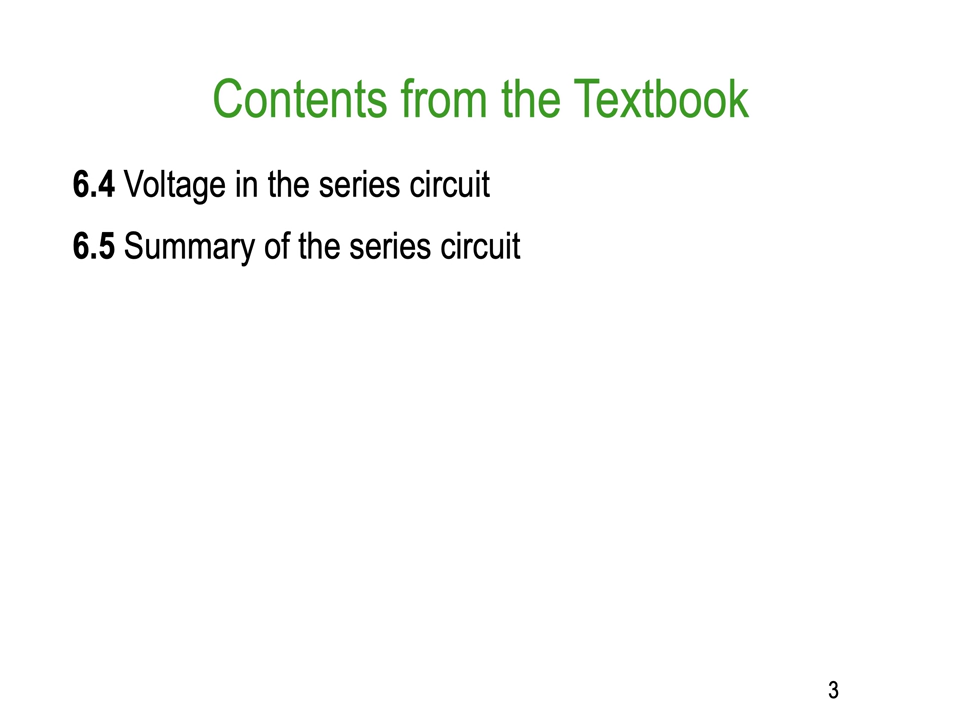 Contents from the Textbook
6.4 Voltage in the series circuit
6.5 Summary of the series circuit
3